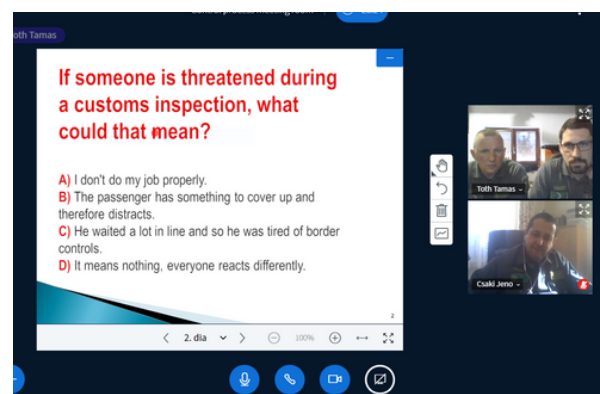 oth Tamas
If someone is threatened during
a customs inspection, what
could that mean?
A) I don't do my job properly.
B) The passenger has something to cover up and
therefore distracts.
C) He waited a lot in line and so he was tired of border
controls.
D) It means nothing, everyone reacts differently.
2
2. dia
100%
Toth Tamas
Csaki Jeno